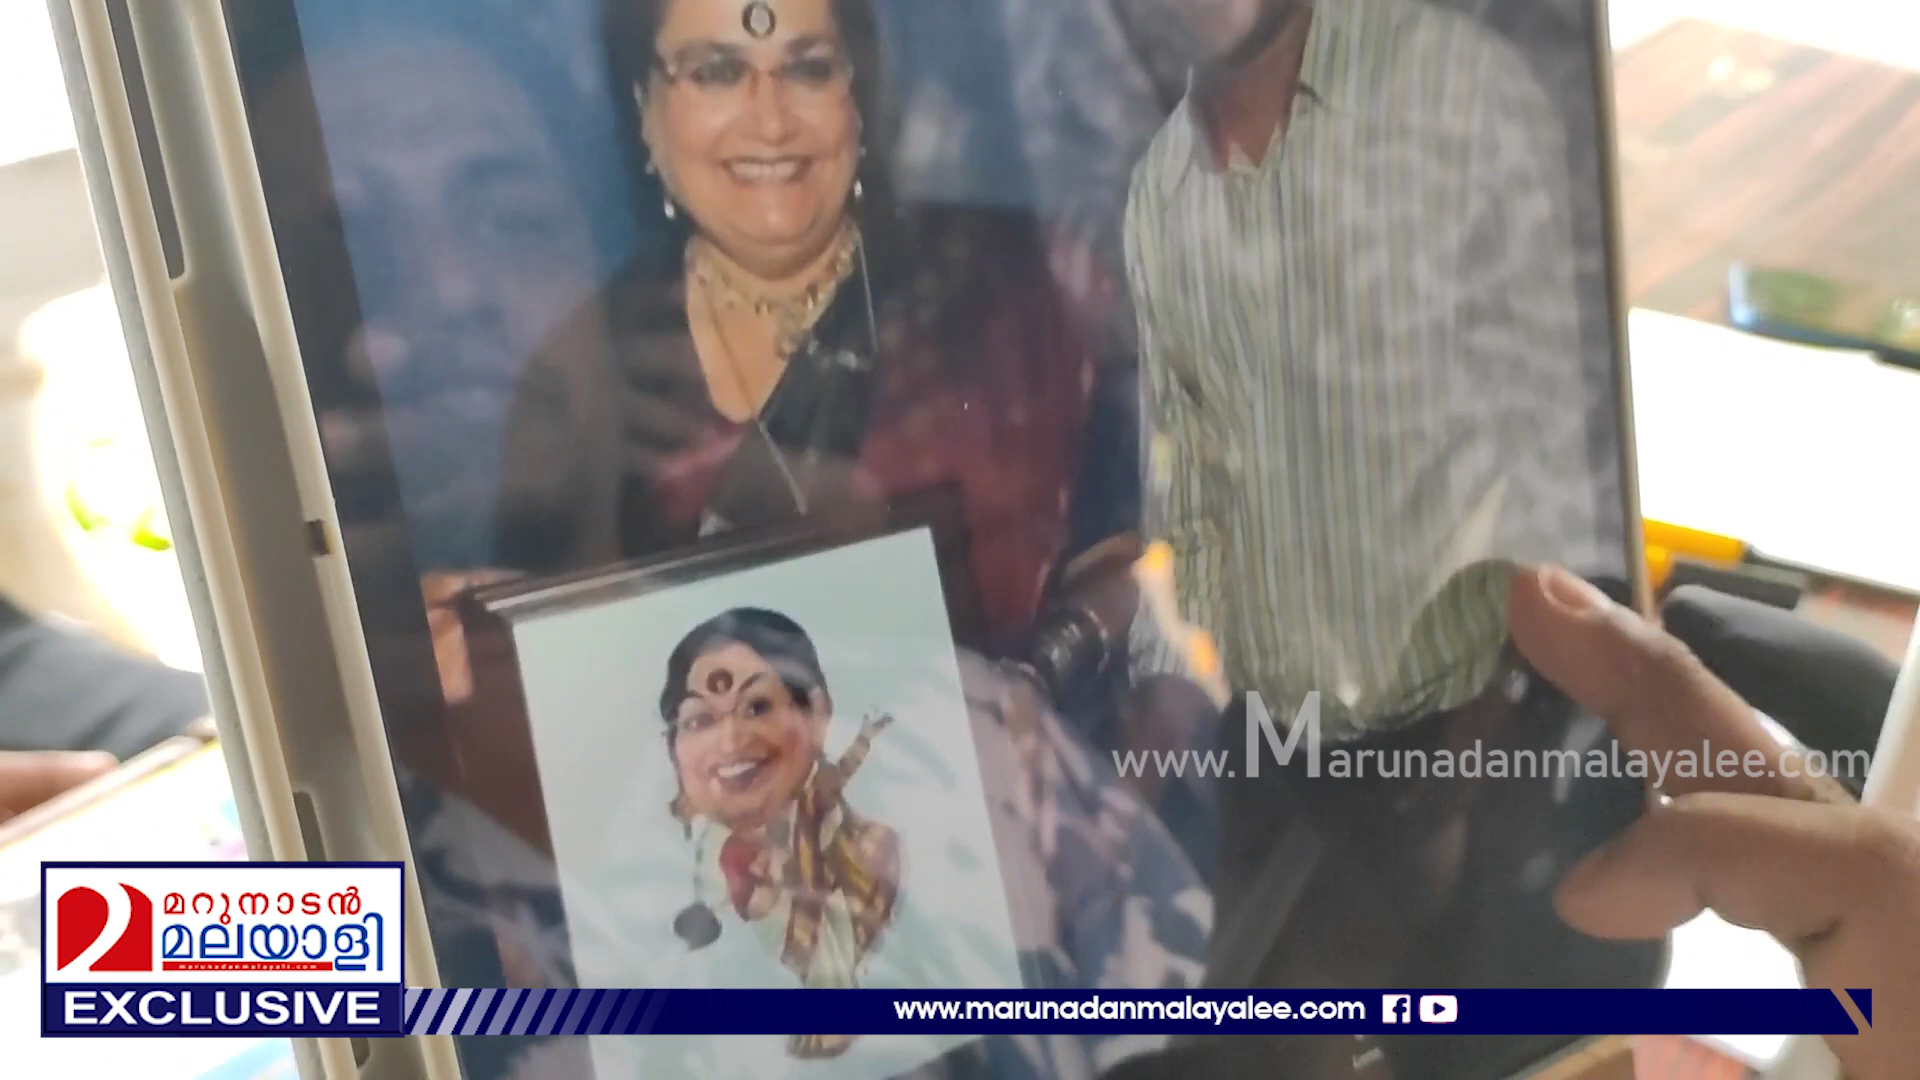 www.Marunadanmalayalee.com
മറുനാടൻ
മലയാളി
marunadanmalayali.com
EXCLUSIVE
www.marunadanmalayalee.com